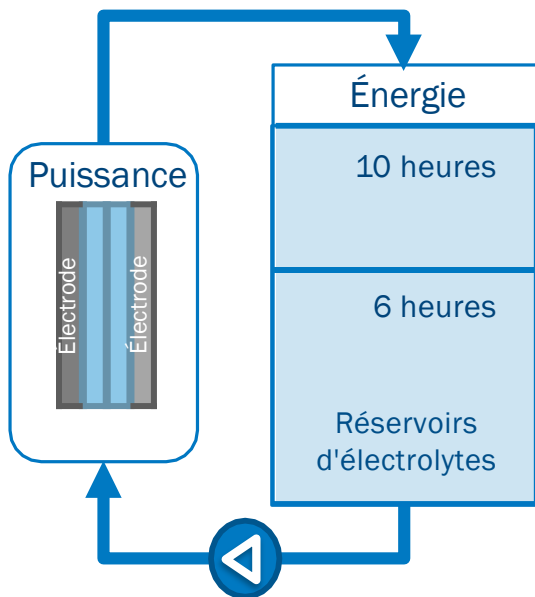 Énergie
10 heures
Puissance
Électrode
Électrode
6 heures
Réservoirs
d'électrolytes